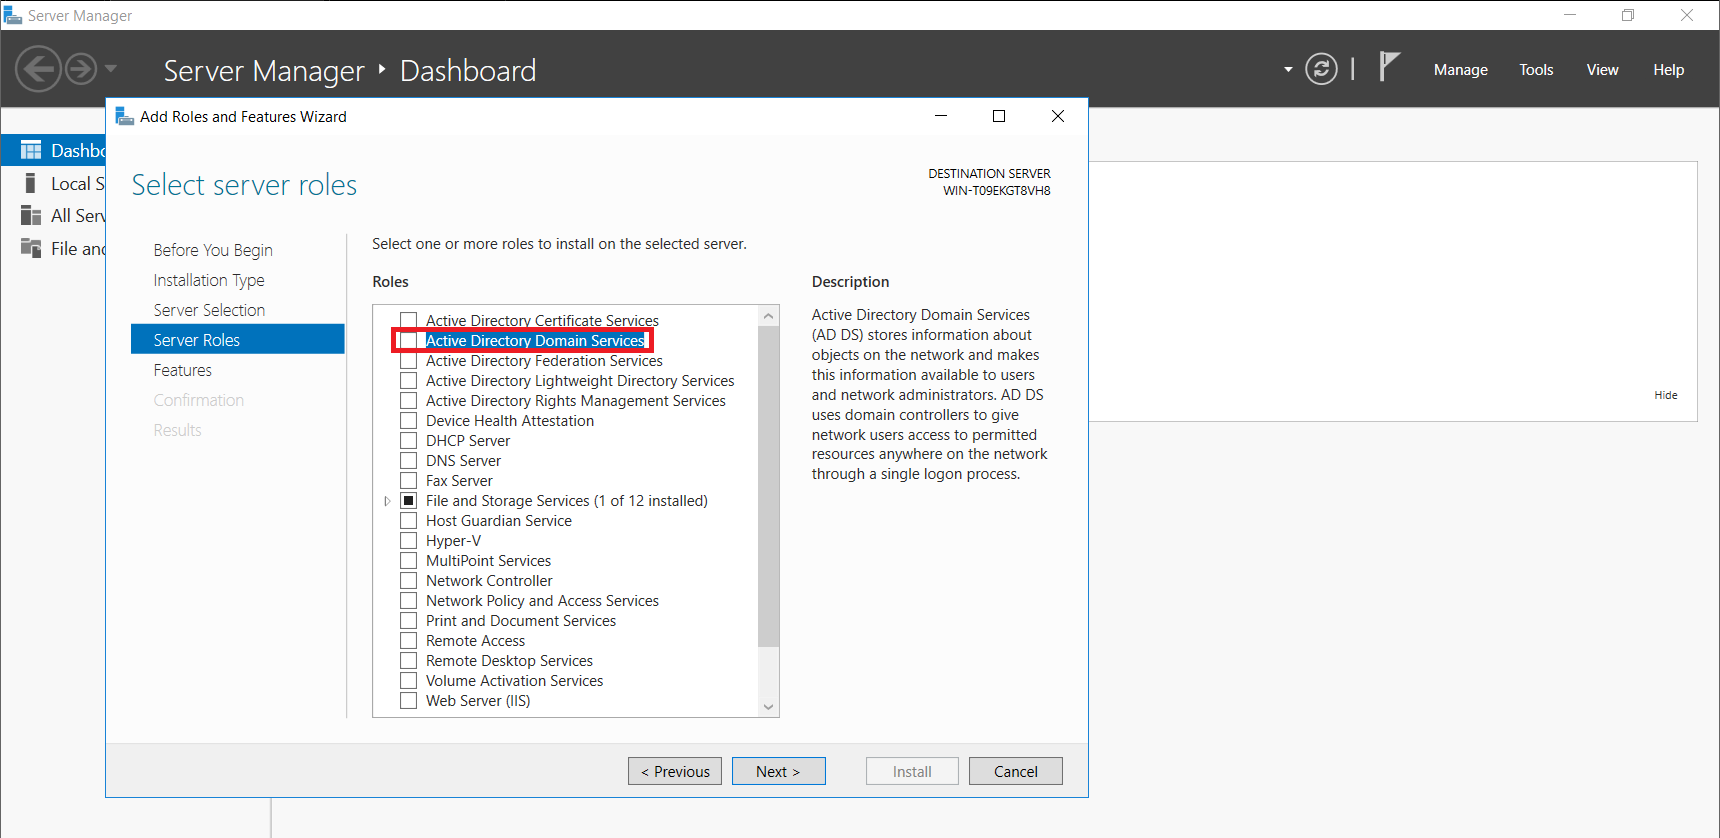 Server Manager
Server Manager ‣ Dashboard
Manage Tools View Help
Add Roles and Features Wizard
Dashbo
Local S
All Serv
File and
Select server roles
DESTINATION SERVER
WIN-T09EKGT8VH8
Before You Begin
Installation Type
Server Selection
Server Roles
Features
Confirmation
Results
Select one or more roles to install on the selected server.
Roles
Active Directory Certificate Services
Active Directory Domain Services
Active Directory Federation Services
Active Directory Lightweight Directory Services
Active Directory Rights Management Services
Device Health Attestation
DHCP Server
DNS Server
Fax Server
File and Storage Services (1 of 12 installed)
Host Guardian Service
Hyper-V
MultiPoint Services
Network Controller
Network Policy and Access Services
Print and Document Services
Remote Access
Remote Desktop Services
Volume Activation Services
Web Server (IIS)
Description
Active Directory Domain Services
(AD DS) stores information about
objects on the network and makes
this information available to users
and network administrators. AD DS
uses domain controllers to give
network users access to permitted
resources anywhere on the network
through a single logon process.
Hide
< Previous
Next >
Install
Cancel